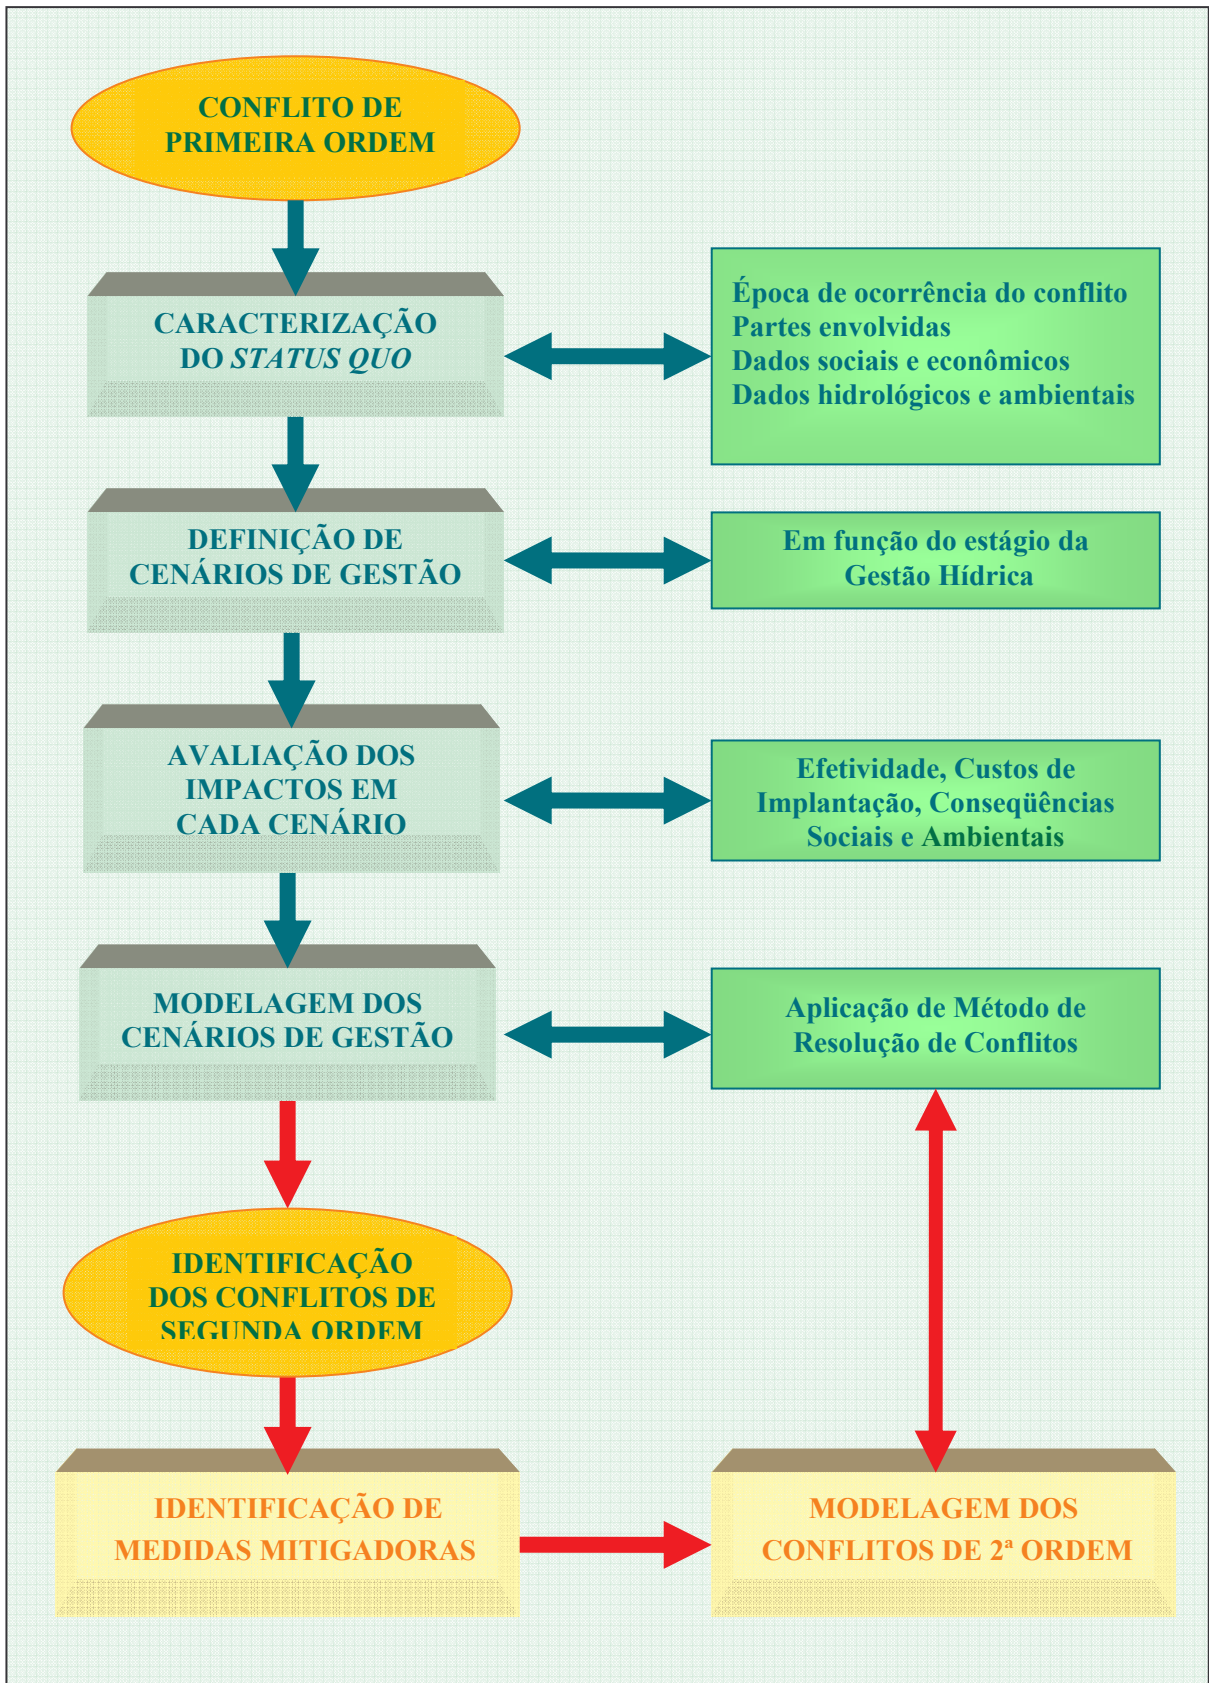 CONFLITO DE
PRIMEIRA ORDEM
CARACTERIZAÇÃO
DO STATUS QUO
Época de ocorrência do conflito
Partes envolvidas
Dados sociais e econômicos
Dados hidrológicos e ambientais
DEFINIÇÃO DE
CENÁRIOS DE GESTÃO
Em função do estágio da
Gestão Hídrica
AVALIAÇÃO DOS
IMPACTOS EM
CADA CENÁRIO
Efetividade, Custos de
Implantação, Conseqüências
Sociais e Ambientais
MODELAGEM DOS
CENÁRIOS DE GESTÃO
Aplicação de Método de
Resolução de Conflitos
IDENTIFICAÇÃO
DOS CONFLITOS DE
SEGUNDA ORDEM
IDENTIFICAÇÃO DE
MEDIDAS MITIGADORAS
MODELAGEM DOS
CONFLITOS DE 2ª ORDEM